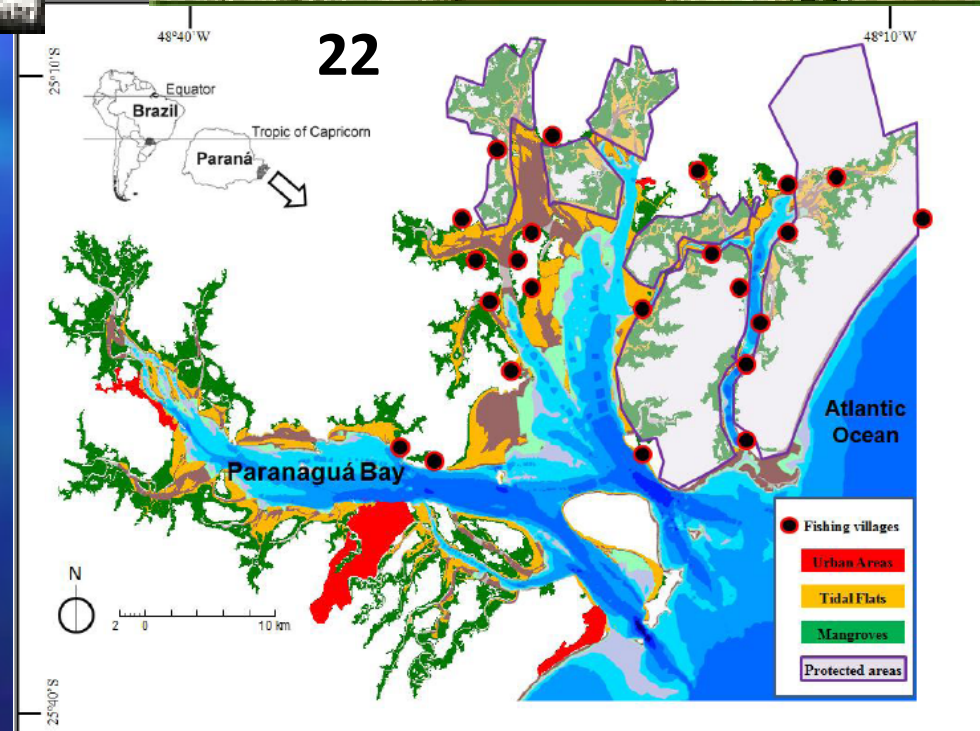 48°40'W
22
48°10'W
25°10'S
Equator
Brazil
Tropic of Capricorn
Paraná
Atlantic
Ocean
Paranaguá Bay
Fishing villages
Urban Areas
Tidal Flats
Mangroves
Protected areas
N
2 0 10 km
25°40'S